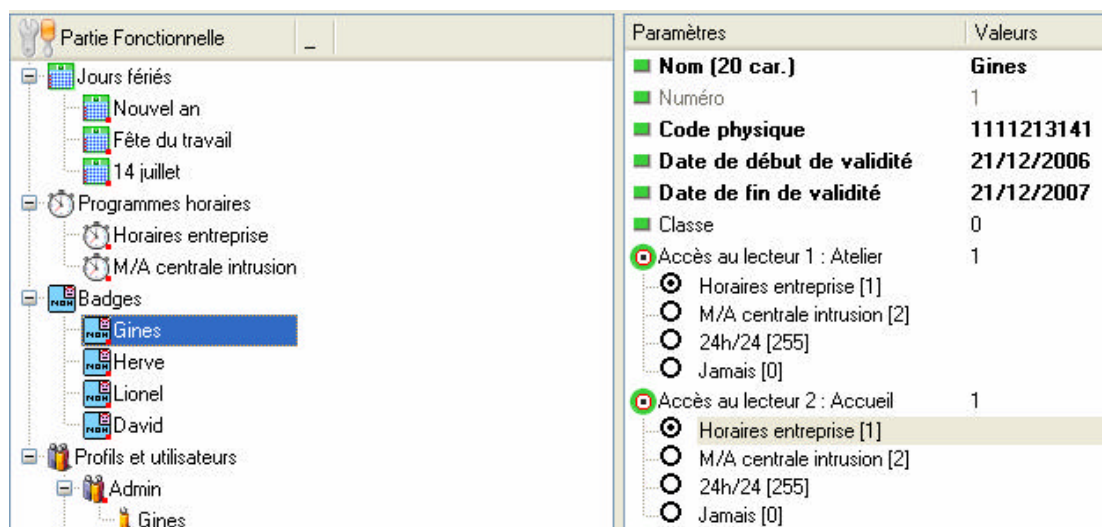 Partie Fonctionnelle _
Jours fériés
Nouvel an
Fête du travail
14 juillet
Programmes horaires
Horaires entreprise
M/A centrale intrusion
Badges
Gines
Herve
Lionel
David
Profils et utilisateurs
Admin
Gines
Paramètres Valeurs
Nom (20 car.) Gines
Numéro 1
Code physique 1111213141
Date de début de validité 21/12/2006
Date de fin de validité 21/12/2007
Classe 0
Accès au lecteur 1 : Atelier 1
Horaires entreprise [1]
M/A centrale intrusion [2]
24h/24 [255]
Jamais [0]
Accès au lecteur 2 : Accueil 1
Horaires entreprise [1]
M/A centrale intrusion [2]
24h/24 [255]
Jamais [0]